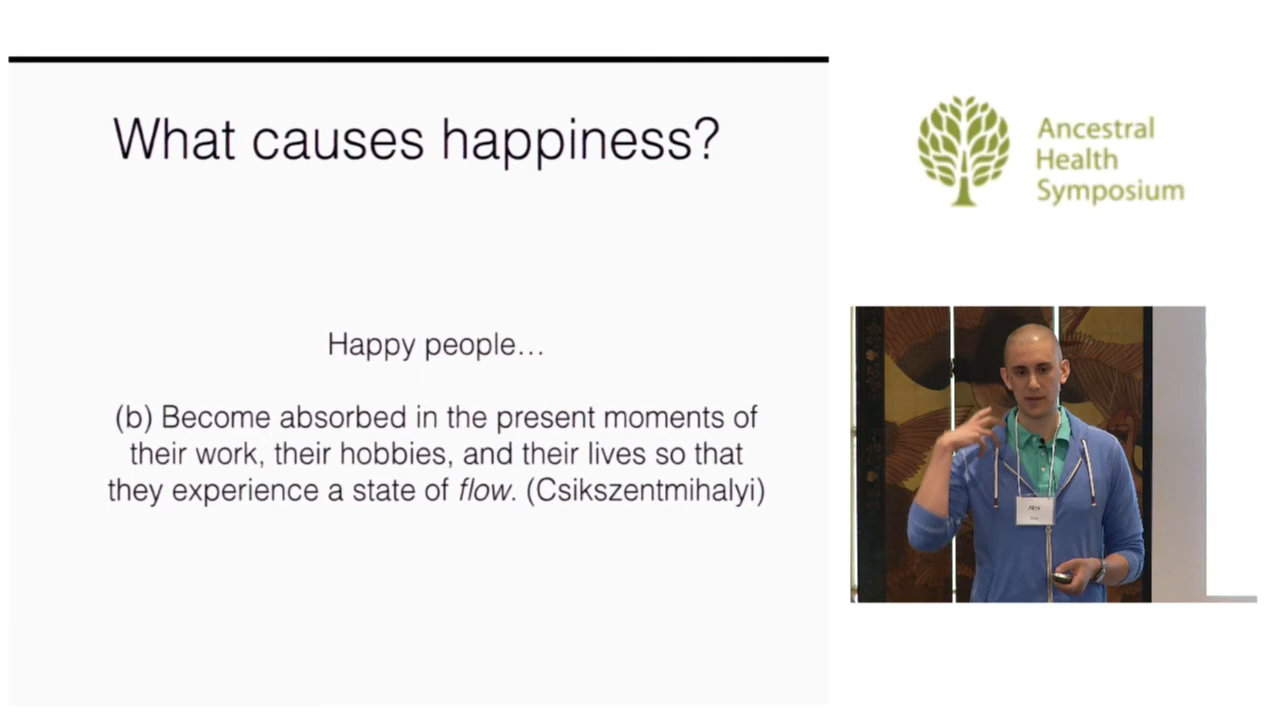 What causes happiness?
Happy people…
(b) Become absorbed in the present moments of
their work, their hobbies, and their lives so that
they experience a state of flow. (Csikszentmihalyi)
Ancestral
Health
Symposium
Alex